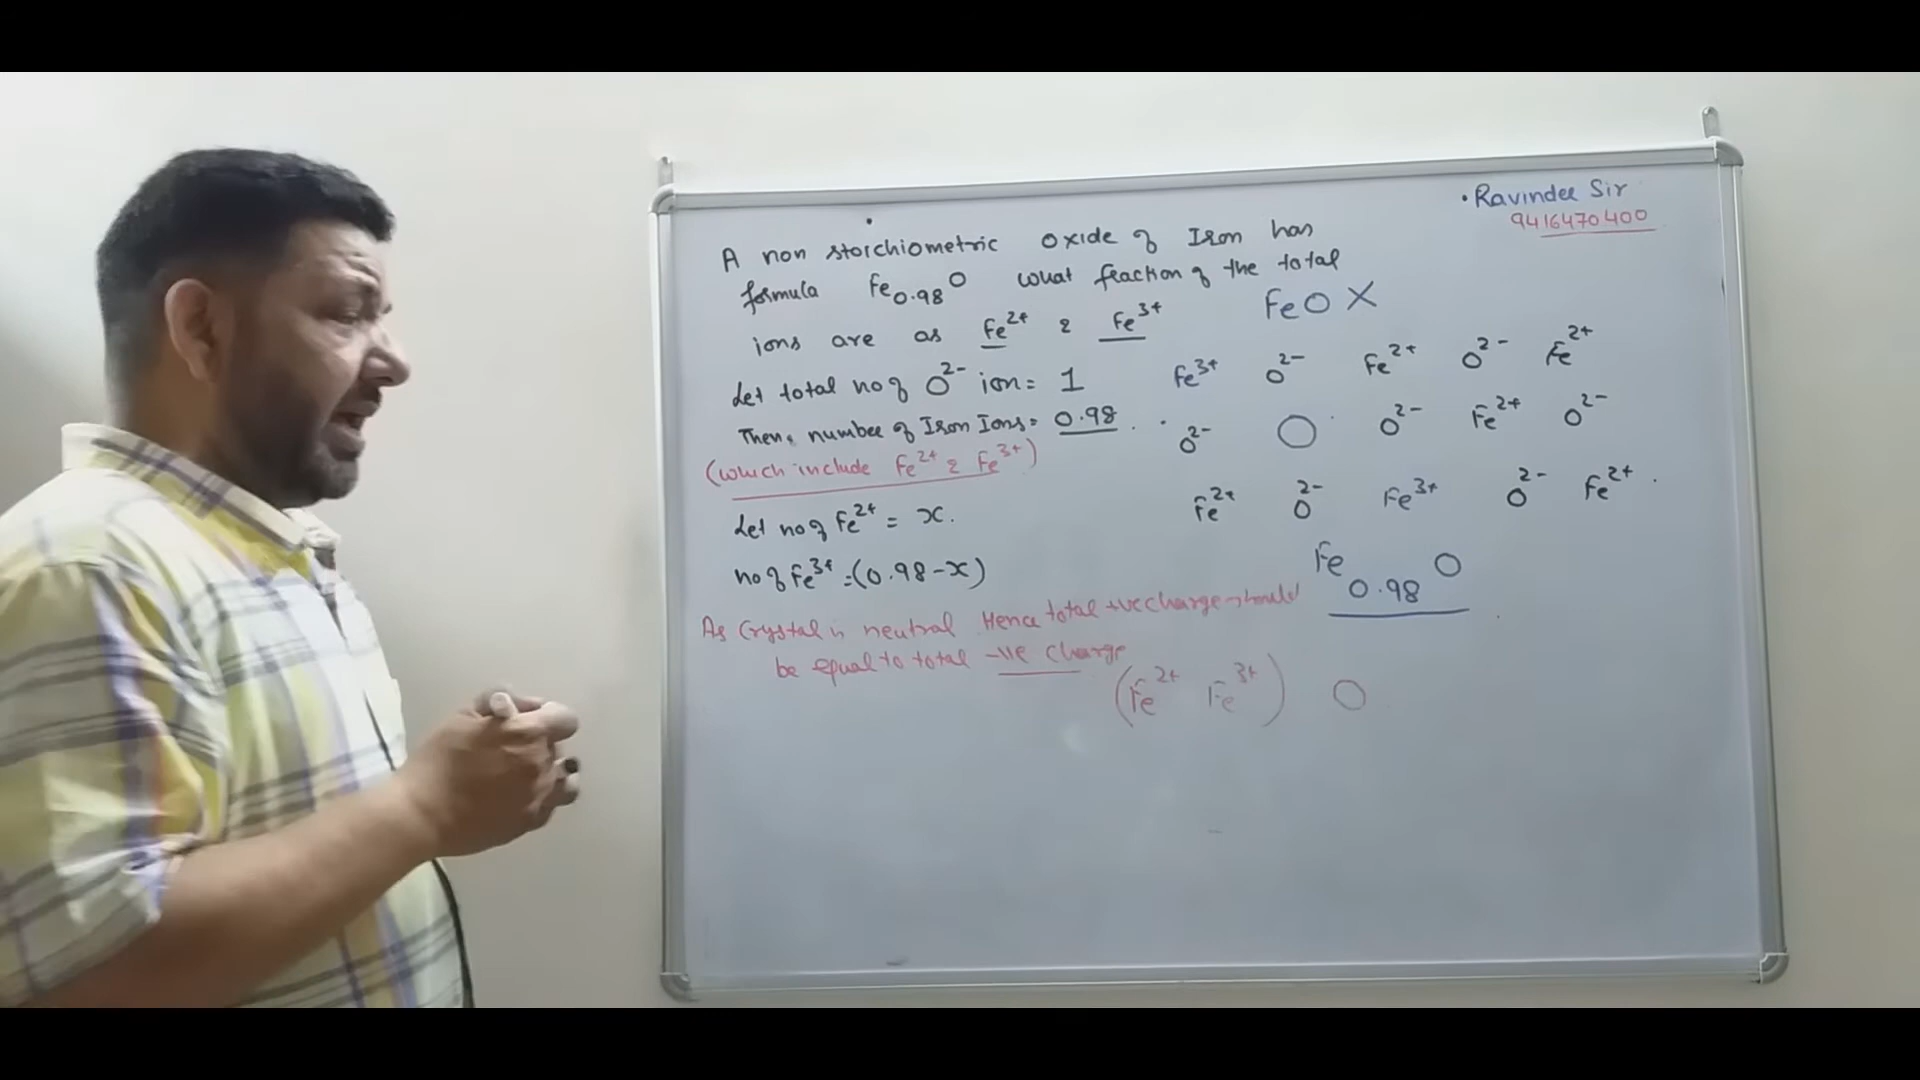 • Ravinder Sir
9416470400
A non stoichiometric oxide of Iron has
formula Fe0.98O what fraction of the total
ions are as Fe2+ & Fe3+
FeO X
Let total no of O2- ion = 1
Then, number of Iron Ions = 0.98.
(which include Fe2+ & Fe3+)
Let no of Fe2+ = x.
no of Fe3+ = (0.98-x)
As Crystal is neutral Hence total +ve charge should
be equal to total -ve charge
Fe3+ O2- Fe2+ O2- Fe2+
O2- O2- Fe2+ O2-
Fe2+ O2- Fe3+ O2- Fe2+.
Fe0.98O
(Fe2+ Fe3+) O